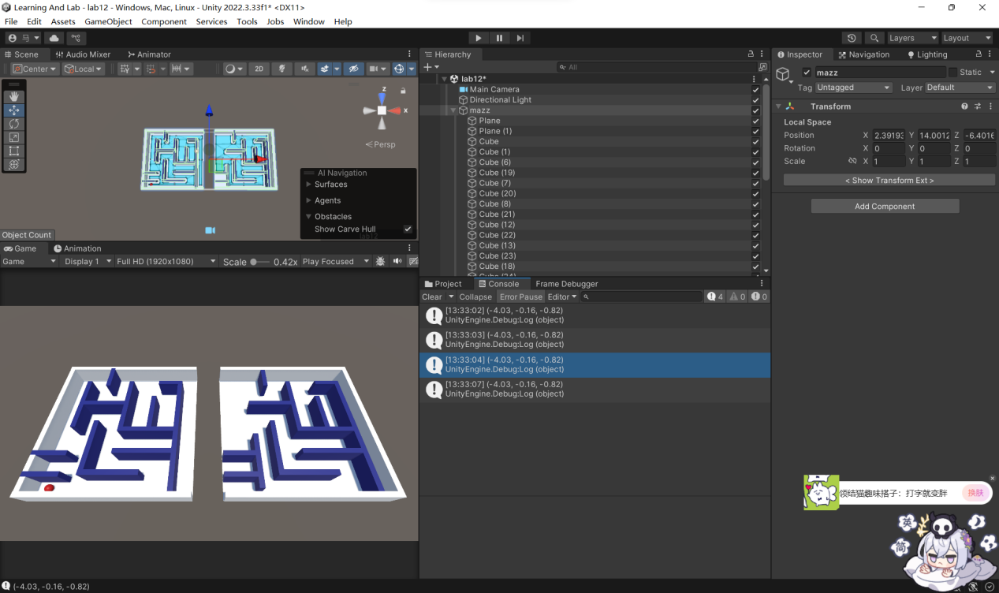 Learning And Lab - lab12 - Windows, Mac, Linux - Unity 2022.3.33f1* <DX11>
File Edit Assets GameObject Component Services Tools Jobs Window Help
马
Layers Layout
Scene Audio Mixer Animator
Center Local 2D
z
x
Persp
AI Navigation
Surfaces
Agents
Obstacles
Show Carve Hull
Object Count
lab12
Game Animation
Game Display 1 Full HD (1920x1080) Scale 0.42x Play Focused
Hierarchy
All
lab12*
Main Camera
Directional Light
mazz
Plane
Plane (1)
Cube
Cube (1)
Cube (6)
Cube (19)
Cube (7)
Cube (20)
Cube (8)
Cube (21)
Cube (12)
Cube (22)
Cube (13)
Cube (23)
Cube (18)
Cube (24)
Project Console Frame Debugger
Clear Collapse Error Pause Editor 4 0 0
[13:33:02] (-4.03, -0.16, -0.82)
UnityEngine.Debug:Log (object)
[13:33:03] (-4.03, -0.16, -0.82)
UnityEngine.Debug:Log (object)
[13:33:04] (-4.03, -0.16, -0.82)
UnityEngine.Debug:Log (object)
[13:33:07] (-4.03, -0.16, -0.82)
UnityEngine.Debug:Log (object)
Inspector Navigation Lighting
mazz Static
Tag Untagged Layer Default
Transform
Local Space
Position X 2.39193 Y 14.0012 Z -6.4016
Rotation X 0 Y 0 Z 0
Scale X 1 Y 1 Z 1
< Show Transform Ext >
Add Component
领结猫趣味搭子：打字就变胖 换肤
英
简
(-4.03, -0.16, -0.82)